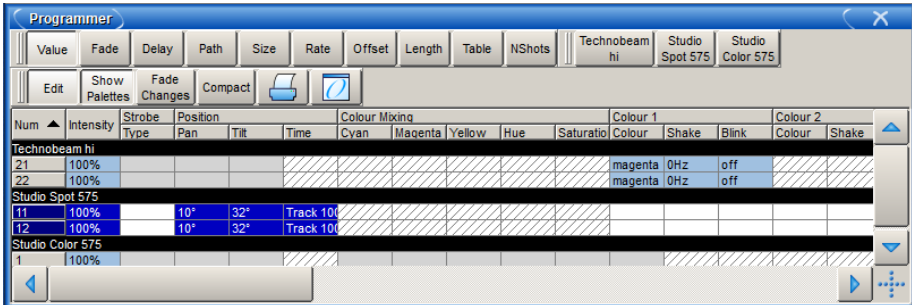 Programmer
Value Fade Delay Path Size Rate Offset Length Table NShots Technobeam hi Studio Spot 575 Studio Color 575
Edit Show Palettes Fade Changes Compact
Num Intensity Strobe Position Colour Mixing Colour 1 Colour 2
Type Pan Tilt Time Cyan Magenta Yellow Hue Saturatio Colour Shake Blink Colour Shake
Technobeam hi
21 100% magenta 0Hz off
22 100% magenta 0Hz off
Studio Spot 575
11 100% 10° 32° Track 100
12 100% 10° 32° Track 100
Studio Color 575
1 100%